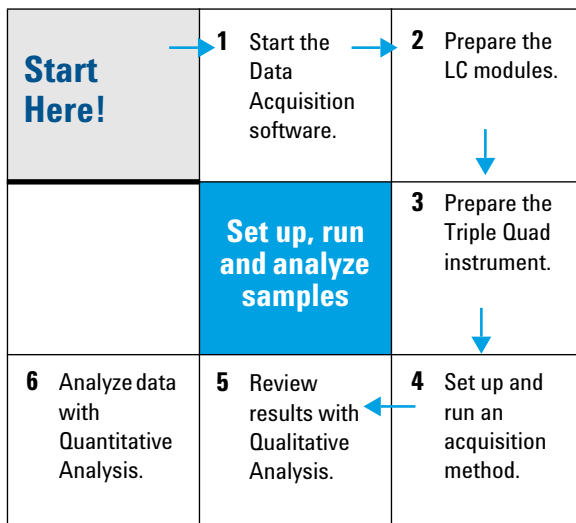 Start
Here!
1 Start the
Data
Acquisition
software.
2 Prepare the
LC modules.
Set up, run
and analyze
samples
3 Prepare the
Triple Quad
instrument.
6 Analyze data
with
Quantitative
Analysis.
5 Review
results with
Qualitative
Analysis.
4 Set up and
run an
acquisition
method.